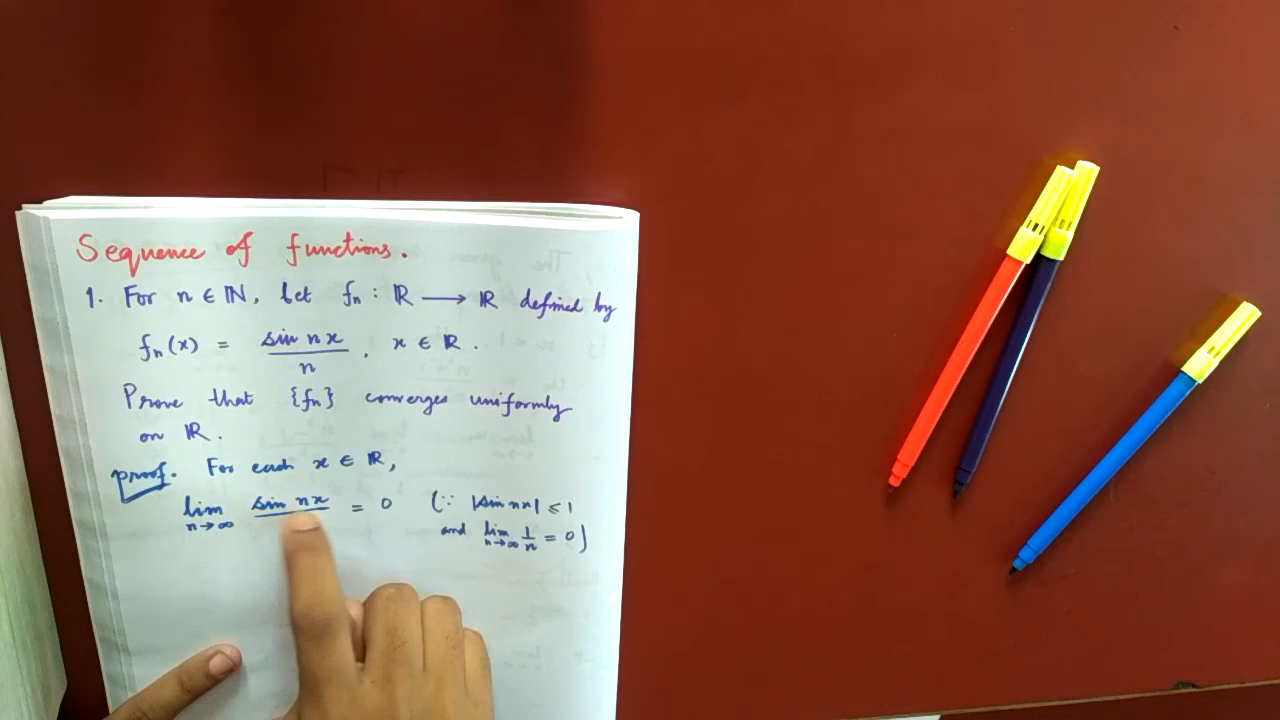 Sequence of functions.
1. For n ∈ ℕ, let fₙ : ℝ ⟶ ℝ defined by
fₙ(x) = sin nx / n , x ∈ ℝ.
Prove that {fₙ} converges uniformly
on ℝ.
proof. For each x ∈ ℝ,
lim n→∞ sin nx = 0 (∵ |sin nx| ⩽ 1
and lim n→∞ 1/n = 0)